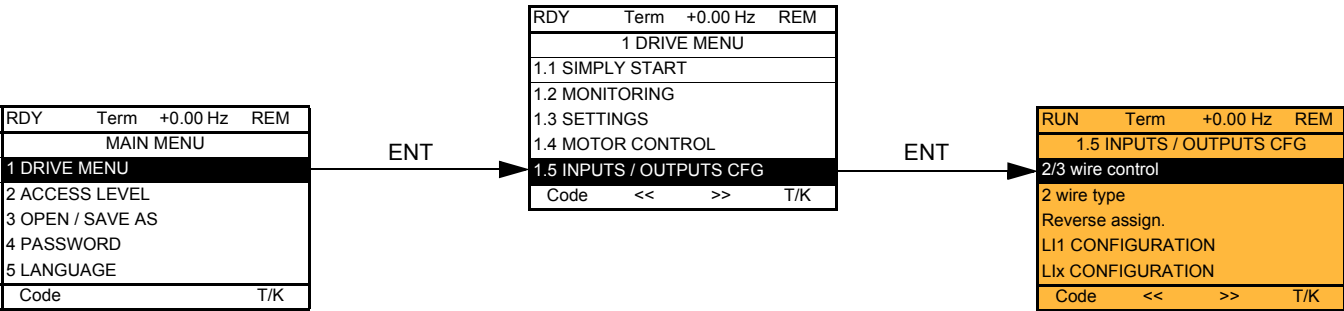 RDY Term +0.00 Hz REM
MAIN MENU
1 DRIVE MENU
2 ACCESS LEVEL
3 OPEN / SAVE AS
4 PASSWORD
5 LANGUAGE
Code T/K
ENT
RDY Term +0.00 Hz REM
1 DRIVE MENU
1.1 SIMPLY START
1.2 MONITORING
1.3 SETTINGS
1.4 MOTOR CONTROL
1.5 INPUTS / OUTPUTS CFG
Code << >> T/K
ENT
RUN Term +0.00 Hz REM
1.5 INPUTS / OUTPUTS CFG
2/3 wire control
2 wire type
Reverse assign.
LI1 CONFIGURATION
LIx CONFIGURATION
Code << >> T/K